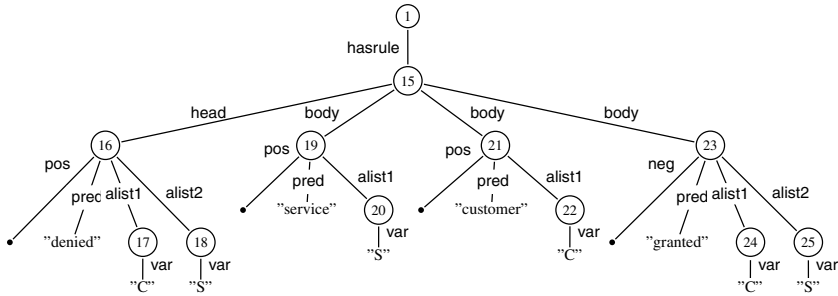 1
hasrule
15
head body body body
16 19 21 23
pos pred alist1 alist2 pos pred alist1 pos pred alist1 neg pred alist1 alist2
"denied" "service" 20 "customer" 22 "granted"
17 18 var var 24 25
var var "S" "C" var var
"C" "S" "C" "S"